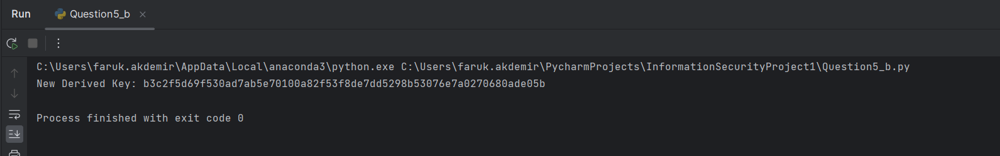 Run Question5_b
C:\Users\faruk.akdemir\AppData\Local\anaconda3\python.exe C:\Users\faruk.akdemir\PycharmProjects\InformationSecurityProject1\Question5_b.py
New Derived Key: b3c2f5d69f530ad7ab5e70100a82f53f8de7dd5298b53076e7a0270680ade05b
Process finished with exit code 0